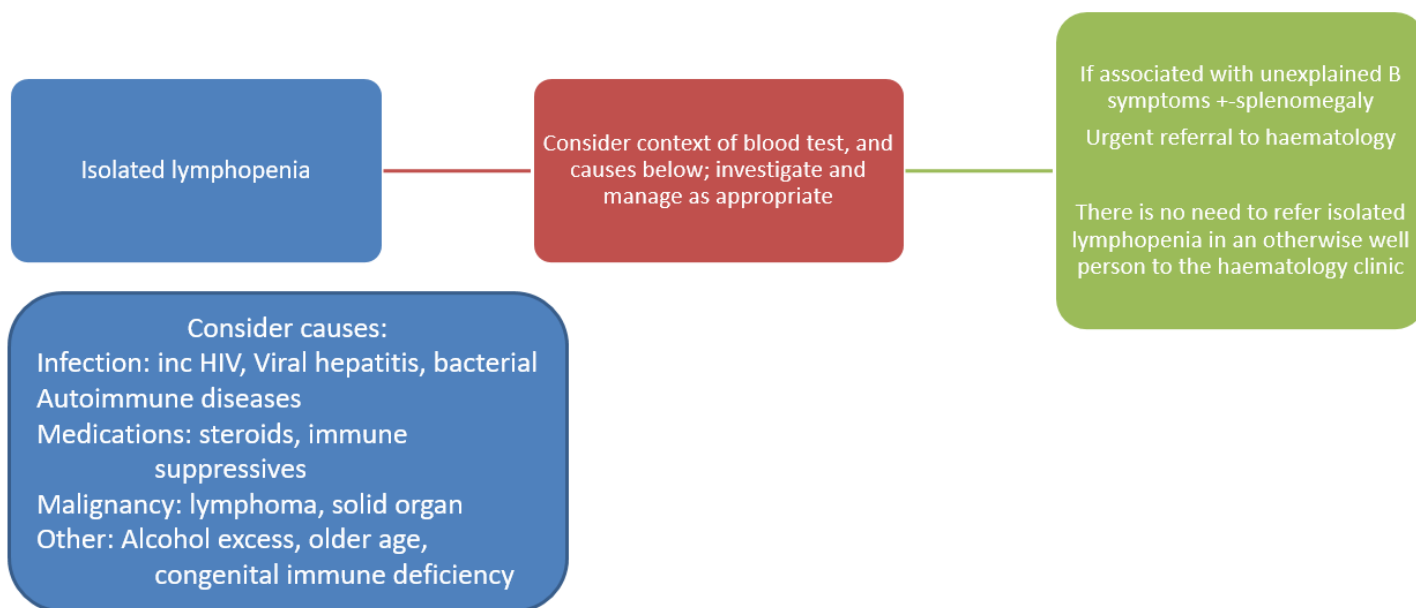 Isolated lymphopenia
Consider context of blood test, and
causes below; investigate and
manage as appropriate
If associated with unexplained B
symptoms +-splenomegaly
Urgent referral to haematology
There is no need to refer isolated
lymphopenia in an otherwise well
person to the haematology clinic
Consider causes:
Infection: inc HIV, Viral hepatitis, bacterial
Autoimmune diseases
Medications: steroids, immune
suppressives
Malignancy: lymphoma, solid organ
Other: Alcohol excess, older age,
congenital immune deficiency